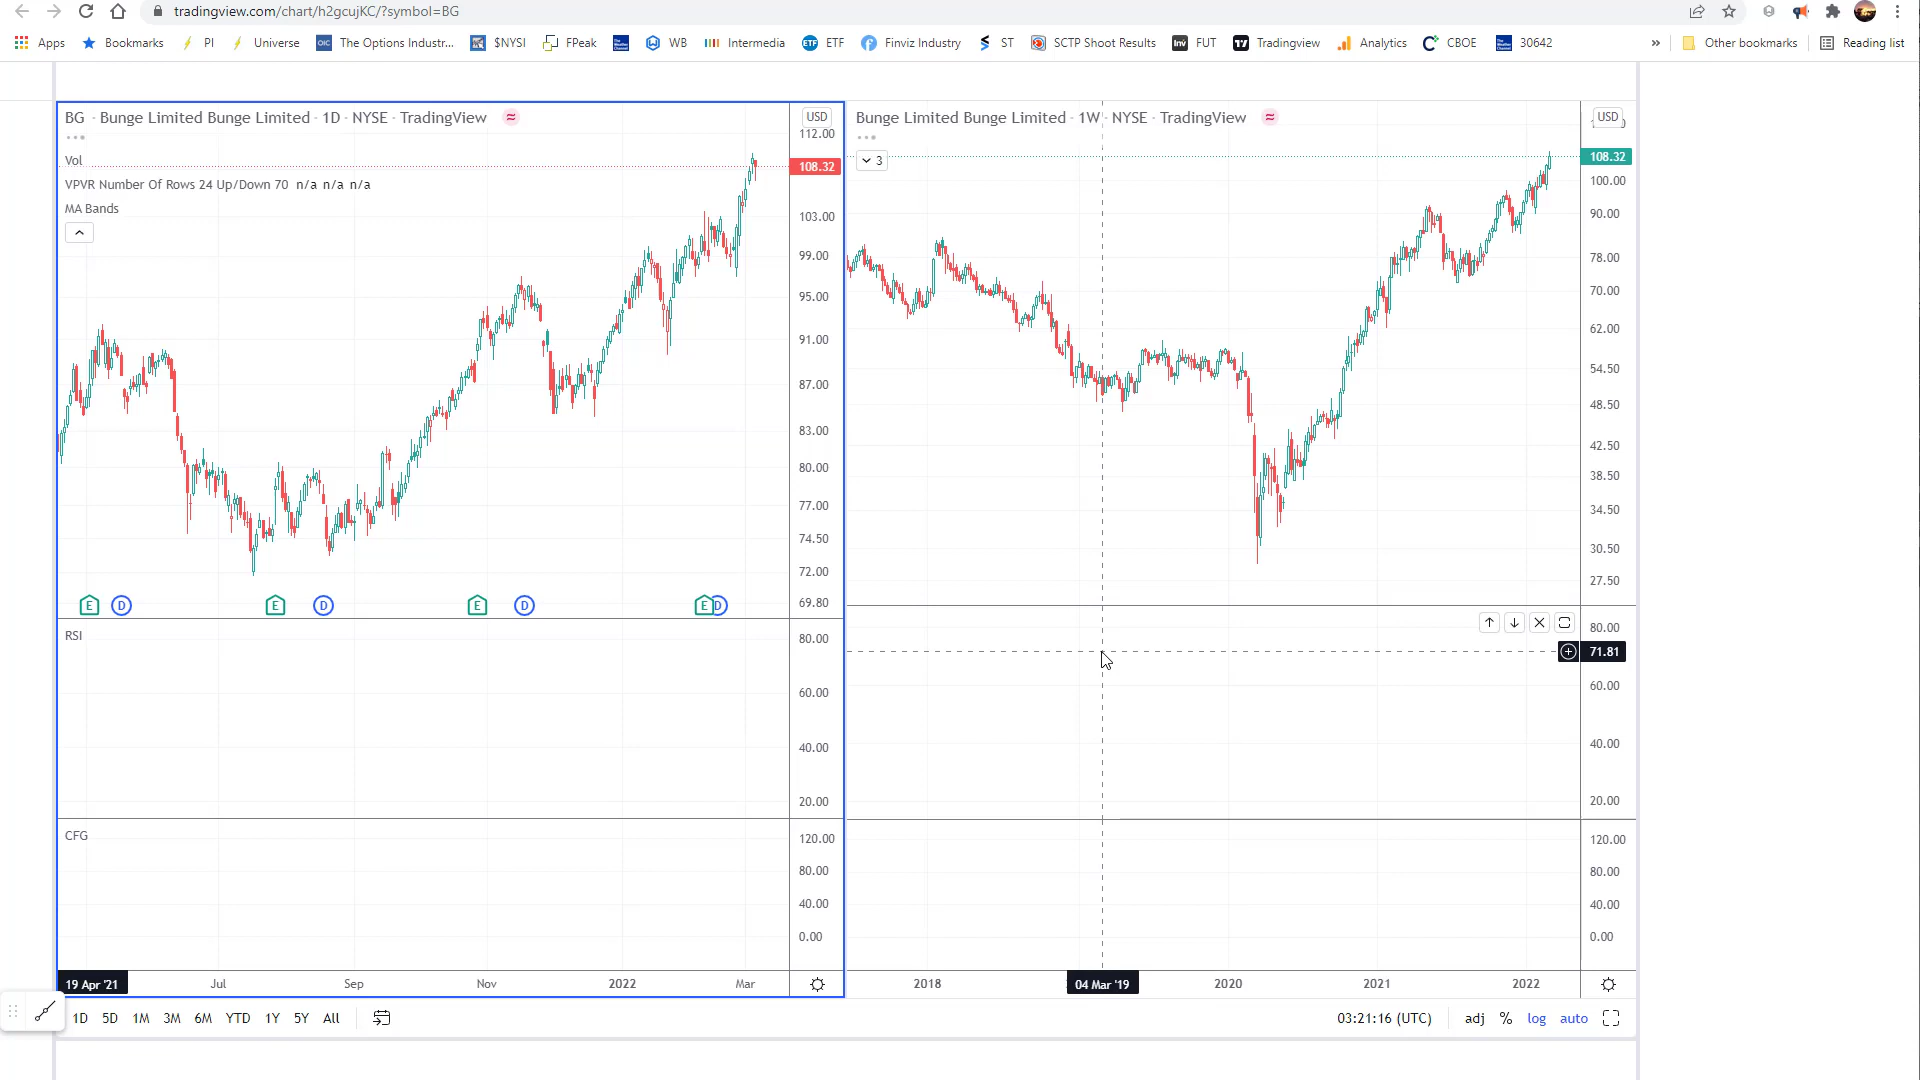 tradingview.com/chart/h2gcujKC/?symbol=BG
Apps Bookmarks PI Universe OIC The Options Industr... $NYSI FPeak WB Intermedia ETF ETF Finviz Industry ST SCTP Shoot Results Inv FUT Tradingview Analytics CBOE 30642 » Other bookmarks Reading list
BG · Bunge Limited Bunge Limited · 1D · NYSE · TradingView
USD
Vol
VPVR Number Of Rows 24 Up/Down 70 n/a n/a n/a
MA Bands
112.00
108.32
103.00
99.00
95.00
91.00
87.00
83.00
80.00
77.00
74.50
72.00
69.80
E D E D E D E D
RSI
80.00
60.00
40.00
20.00
CFG
120.00
80.00
40.00
0.00
19 Apr '21 Jul Sep Nov 2022 Mar
Bunge Limited Bunge Limited · 1W · NYSE · TradingView
USD
3
108.32
100.00
90.00
78.00
70.00
62.00
54.50
48.50
42.50
38.50
34.50
30.50
27.50
80.00
71.81
60.00
40.00
20.00
120.00
80.00
40.00
0.00
2018 04 Mar '19 2020 2021 2022
1D 5D 1M 3M 6M YTD 1Y 5Y All 03:21:16 (UTC) adj % log auto